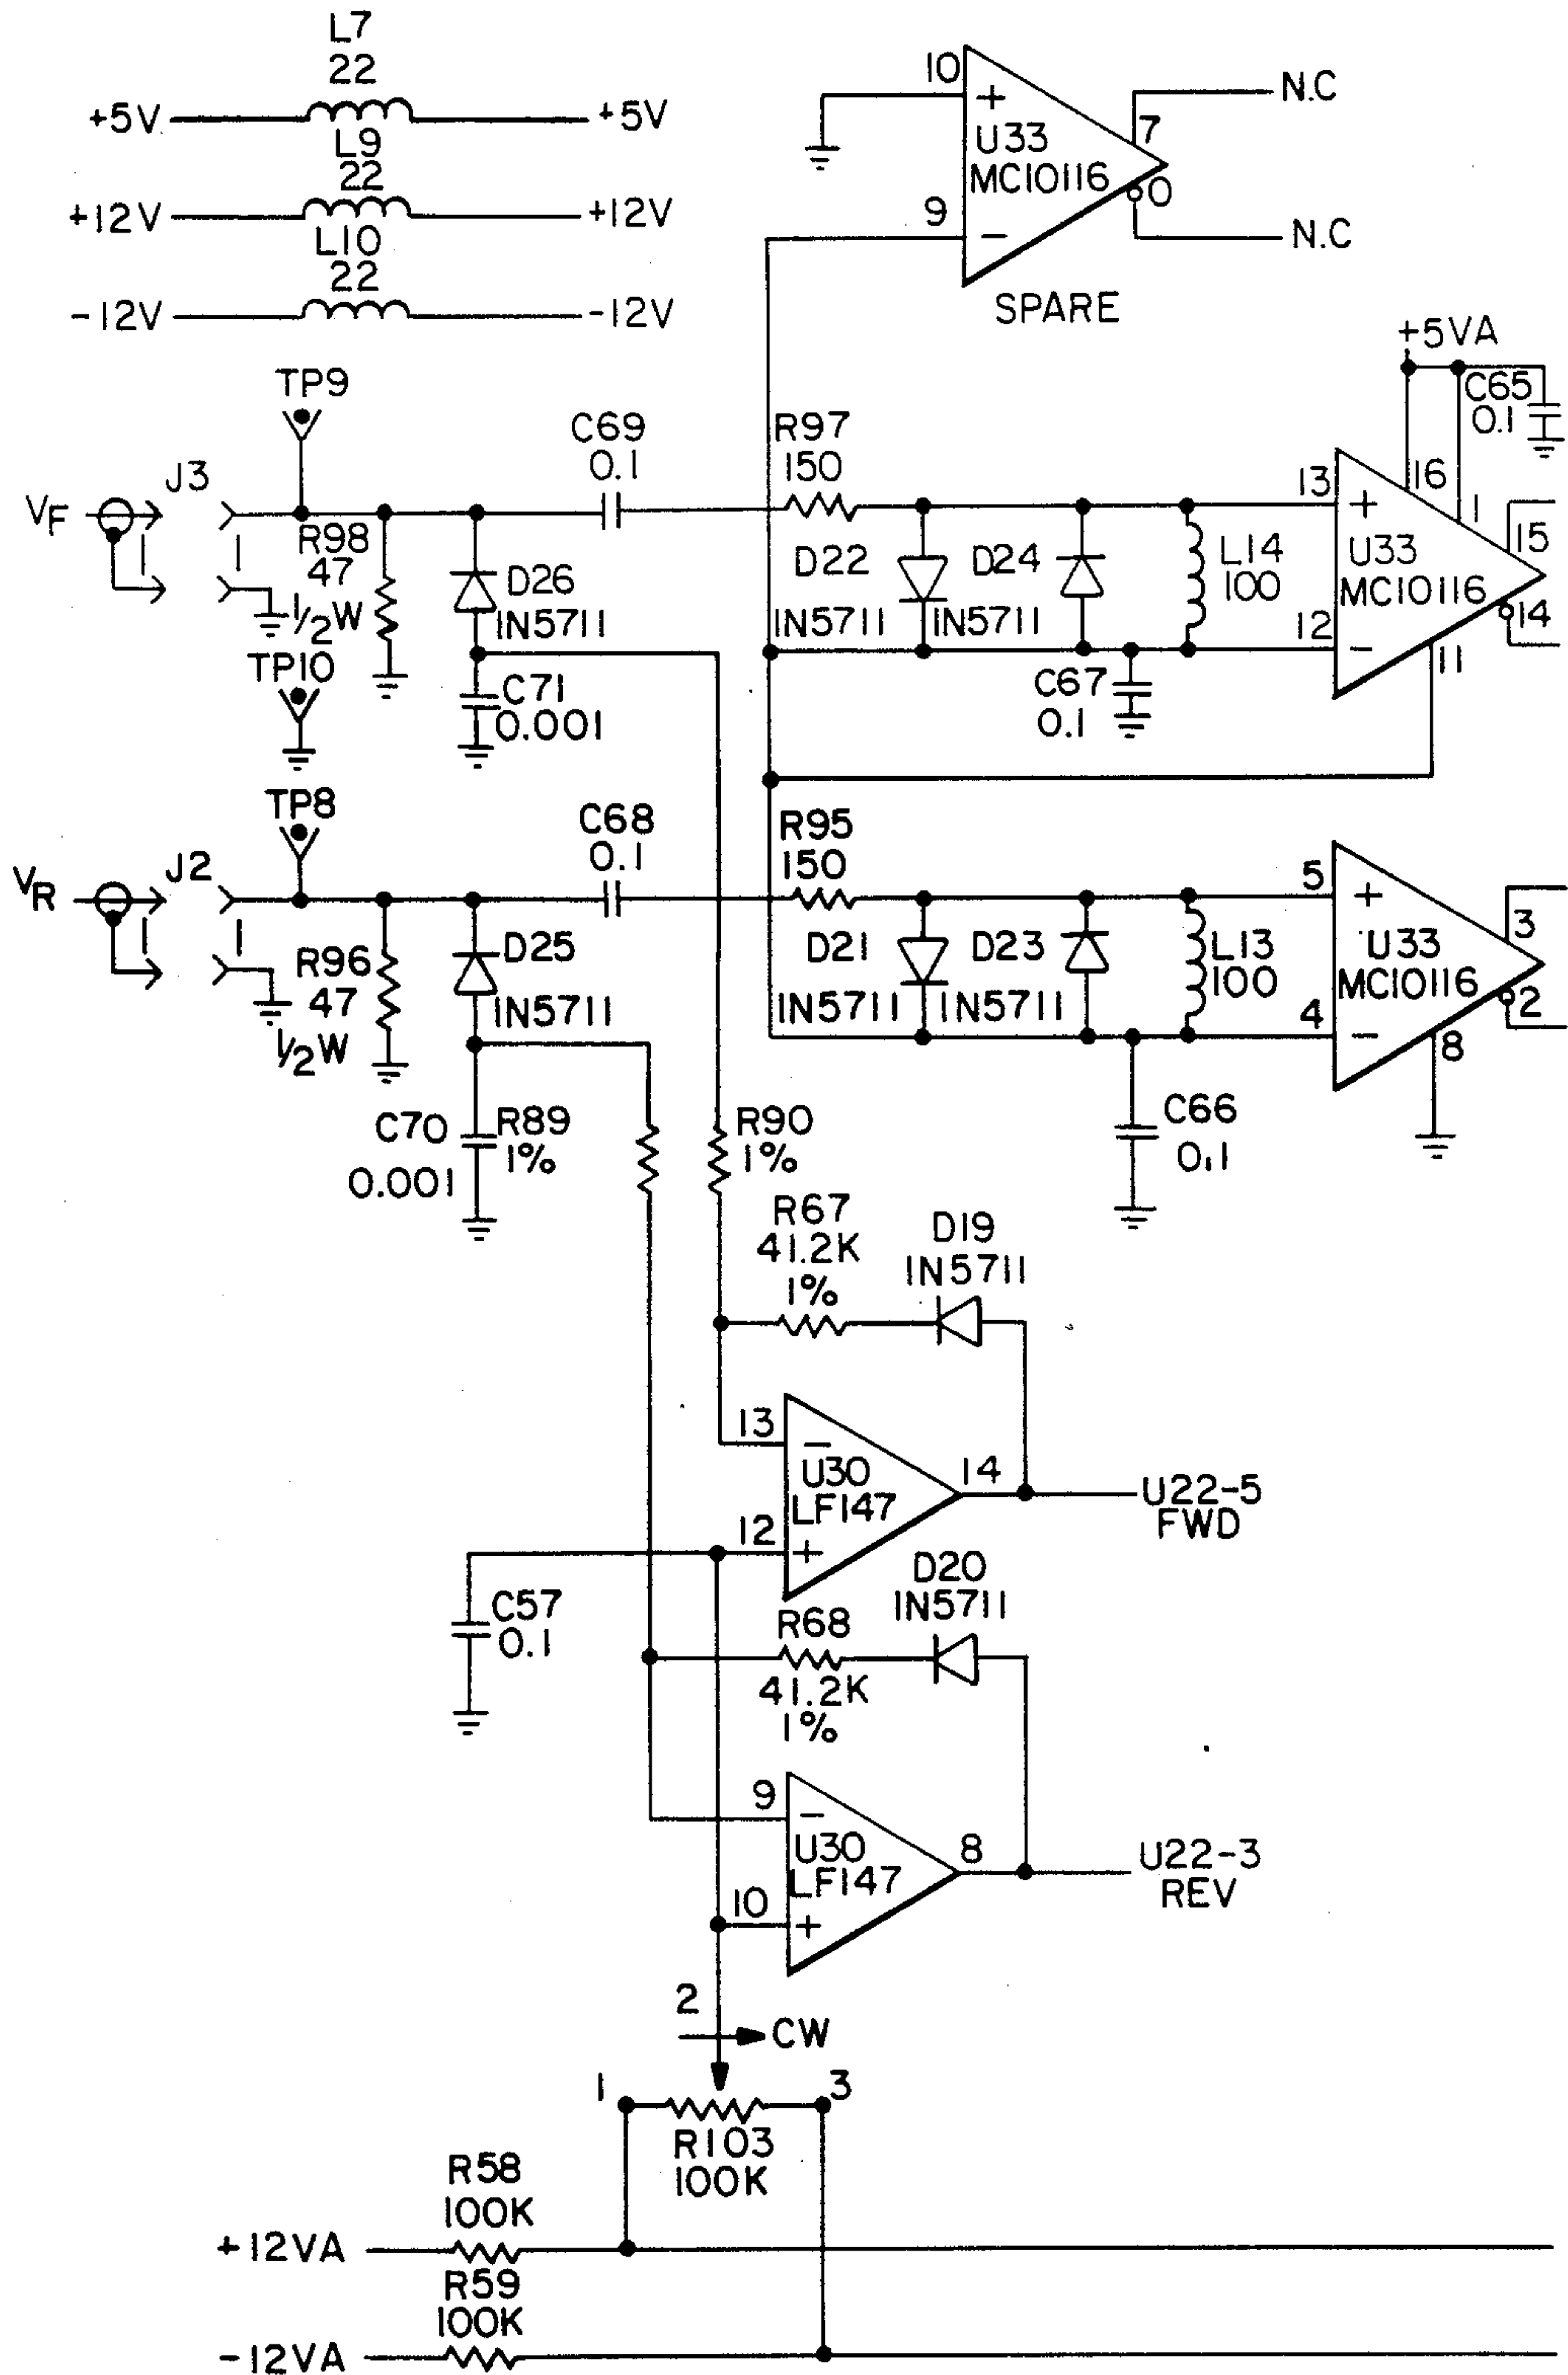 L7
22
+5V
+5V
L9
22
+12V
+12V
L10
22
-12V
-12V
10
+
U33
MC10116
7
N.C
0
9
-
N.C
SPARE
+5VA
C65
0.1
TP9
C69
0.1
R97
150
J3
VF
1
1
R98
47
1/2W
D26
1N5711
D22
1N5711
D24
1N5711
L14
100
13
+
16
1
15
U33
MC10116
14
12
-
11
TP10
C71
0.001
C67
0.1
TP8
C68
0.1
R95
150
J2
VR
1
1
R96
47
1/2W
D25
1N5711
D21
1N5711
D23
1N5711
L13
100
5
+
3
U33
MC10116
2
4
-
8
C70
0.001
R89
1%
R90
1%
C66
0.1
R67
41.2K
1%
D19
1N5711
13
-
U30
LF147
14
U22-5
FWD
12
+
C57
0.1
D20
1N5711
R68
41.2K
1%
9
-
U30
LF147
8
U22-3
REV
10
+
2
CW
1
3
R103
100K
R58
100K
+12VA
R59
100K
-12VA